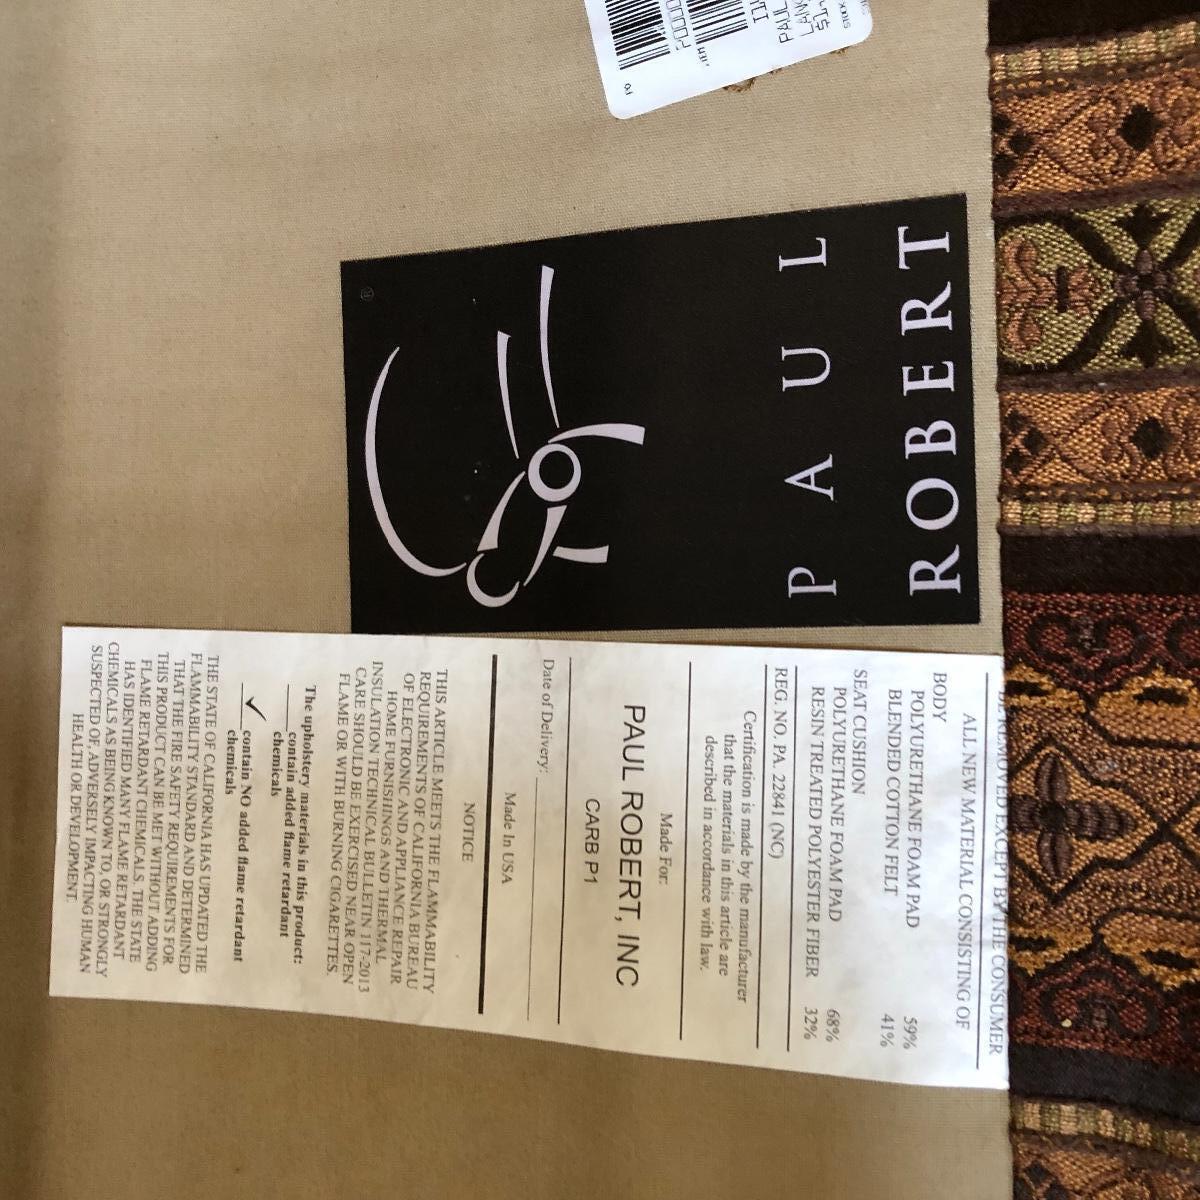 PAUL
ROBERT
®
REMOVED EXCEPT BY THE CONSUMER
ALL NEW MATERIAL CONSISTING OF
BODY
POLYURETHANE FOAM PAD 59%
BLENDED COTTON FELT 41%
SEAT CUSHION
POLYURETHANE FOAM PAD 68%
RESIN TREATED POLYESTER FIBER 32%
REG. NO. PA. 22841 (NC)
Certification is made by the manufacturer
that the materials in this article are
described in accordance with law.
Made For:
PAUL ROBERT, INC
CARB P1
Date of Delivery:
Made In USA
NOTICE
THIS ARTICLE MEETS THE FLAMMABILITY
REQUIREMENTS OF CALIFORNIA BUREAU
OF ELECTRONIC AND APPLIANCE REPAIR
HOME FURNISHINGS AND THERMAL
INSULATION TECHNICAL BULLETIN 117-2013
CARE SHOULD BE EXERCISED NEAR OPEN
FLAME OR WITH BURNING CIGARETTES.
The upholstery materials in this product:
contain added flame retardant
chemicals
✓ contain NO added flame retardant
chemicals
THE STATE OF CALIFORNIA HAS UPDATED THE
FLAMMABILITY STANDARD AND DETERMINED
THAT THE FIRE SAFETY REQUIREMENTS FOR
THIS PRODUCT CAN BE MET WITHOUT ADDING
FLAME RETARDANT CHEMICALS. THE STATE
HAS IDENTIFIED MANY FLAME RETARDANT
CHEMICALS AS BEING KNOWN TO, OR STRONGLY
SUSPECTED OF, ADVERSELY IMPACTING HUMAN
HEALTH OR DEVELOPMENT.